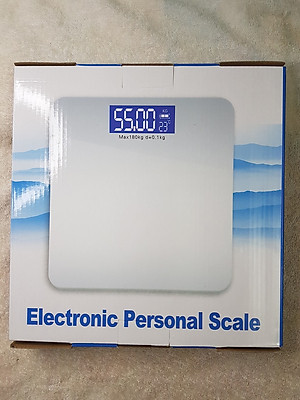 55.00
KG
23°C
Max180kg d=0.1kg
Electronic Personal Scale